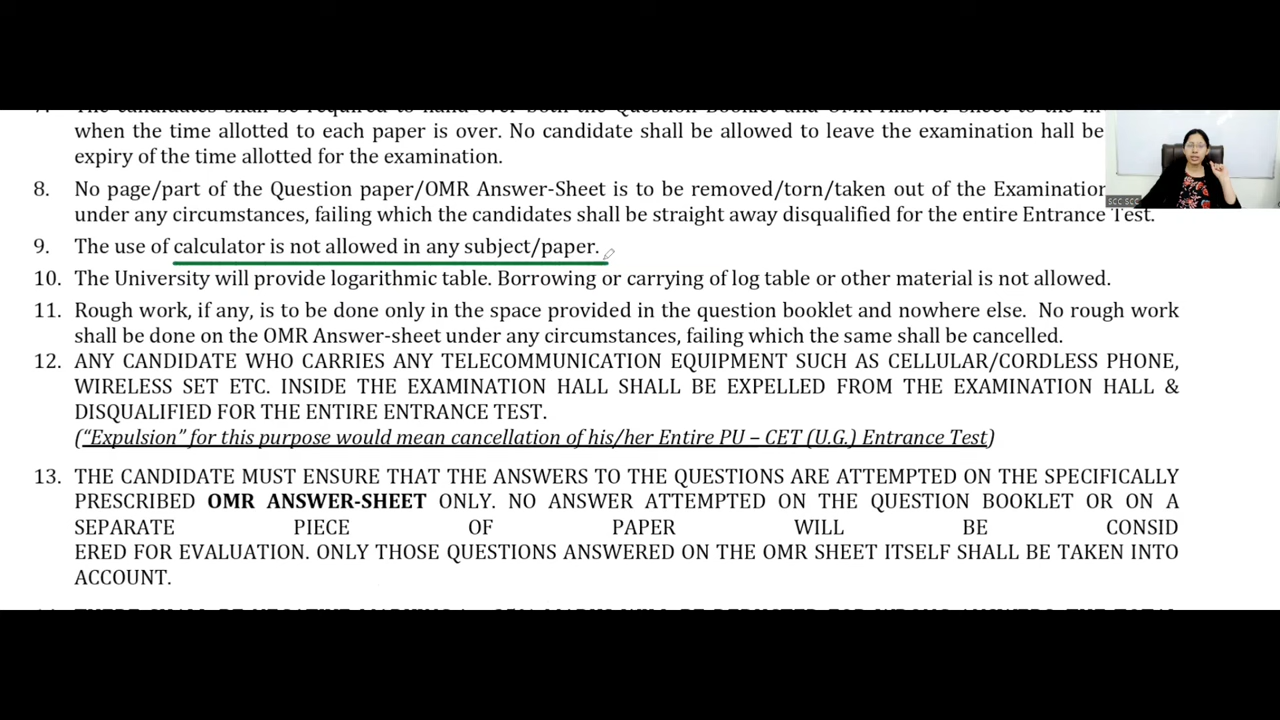 when the time allotted to each paper is over. No candidate shall be allowed to leave the examination hall be
expiry of the time allotted for the examination.
8. No page/part of the Question paper/OMR Answer-Sheet is to be removed/torn/taken out of the Examination
under any circumstances, failing which the candidates shall be straight away disqualified for the entire Entrance Test.
9. The use of calculator is not allowed in any subject/paper.
10. The University will provide logarithmic table. Borrowing or carrying of log table or other material is not allowed.
11. Rough work, if any, is to be done only in the space provided in the question booklet and nowhere else. No rough work
shall be done on the OMR Answer-sheet under any circumstances, failing which the same shall be cancelled.
12. ANY CANDIDATE WHO CARRIES ANY TELECOMMUNICATION EQUIPMENT SUCH AS CELLULAR/CORDLESS PHONE,
WIRELESS SET ETC. INSIDE THE EXAMINATION HALL SHALL BE EXPELLED FROM THE EXAMINATION HALL &
DISQUALIFIED FOR THE ENTIRE ENTRANCE TEST.
("Expulsion" for this purpose would mean cancellation of his/her Entire PU – CET (U.G.) Entrance Test)
13. THE CANDIDATE MUST ENSURE THAT THE ANSWERS TO THE QUESTIONS ARE ATTEMPTED ON THE SPECIFICALLY
PRESCRIBED OMR ANSWER-SHEET ONLY. NO ANSWER ATTEMPTED ON THE QUESTION BOOKLET OR ON A
SEPARATE PIECE OF PAPER WILL BE CONSID
ERED FOR EVALUATION. ONLY THOSE QUESTIONS ANSWERED ON THE OMR SHEET ITSELF SHALL BE TAKEN INTO
ACCOUNT.
scc scc